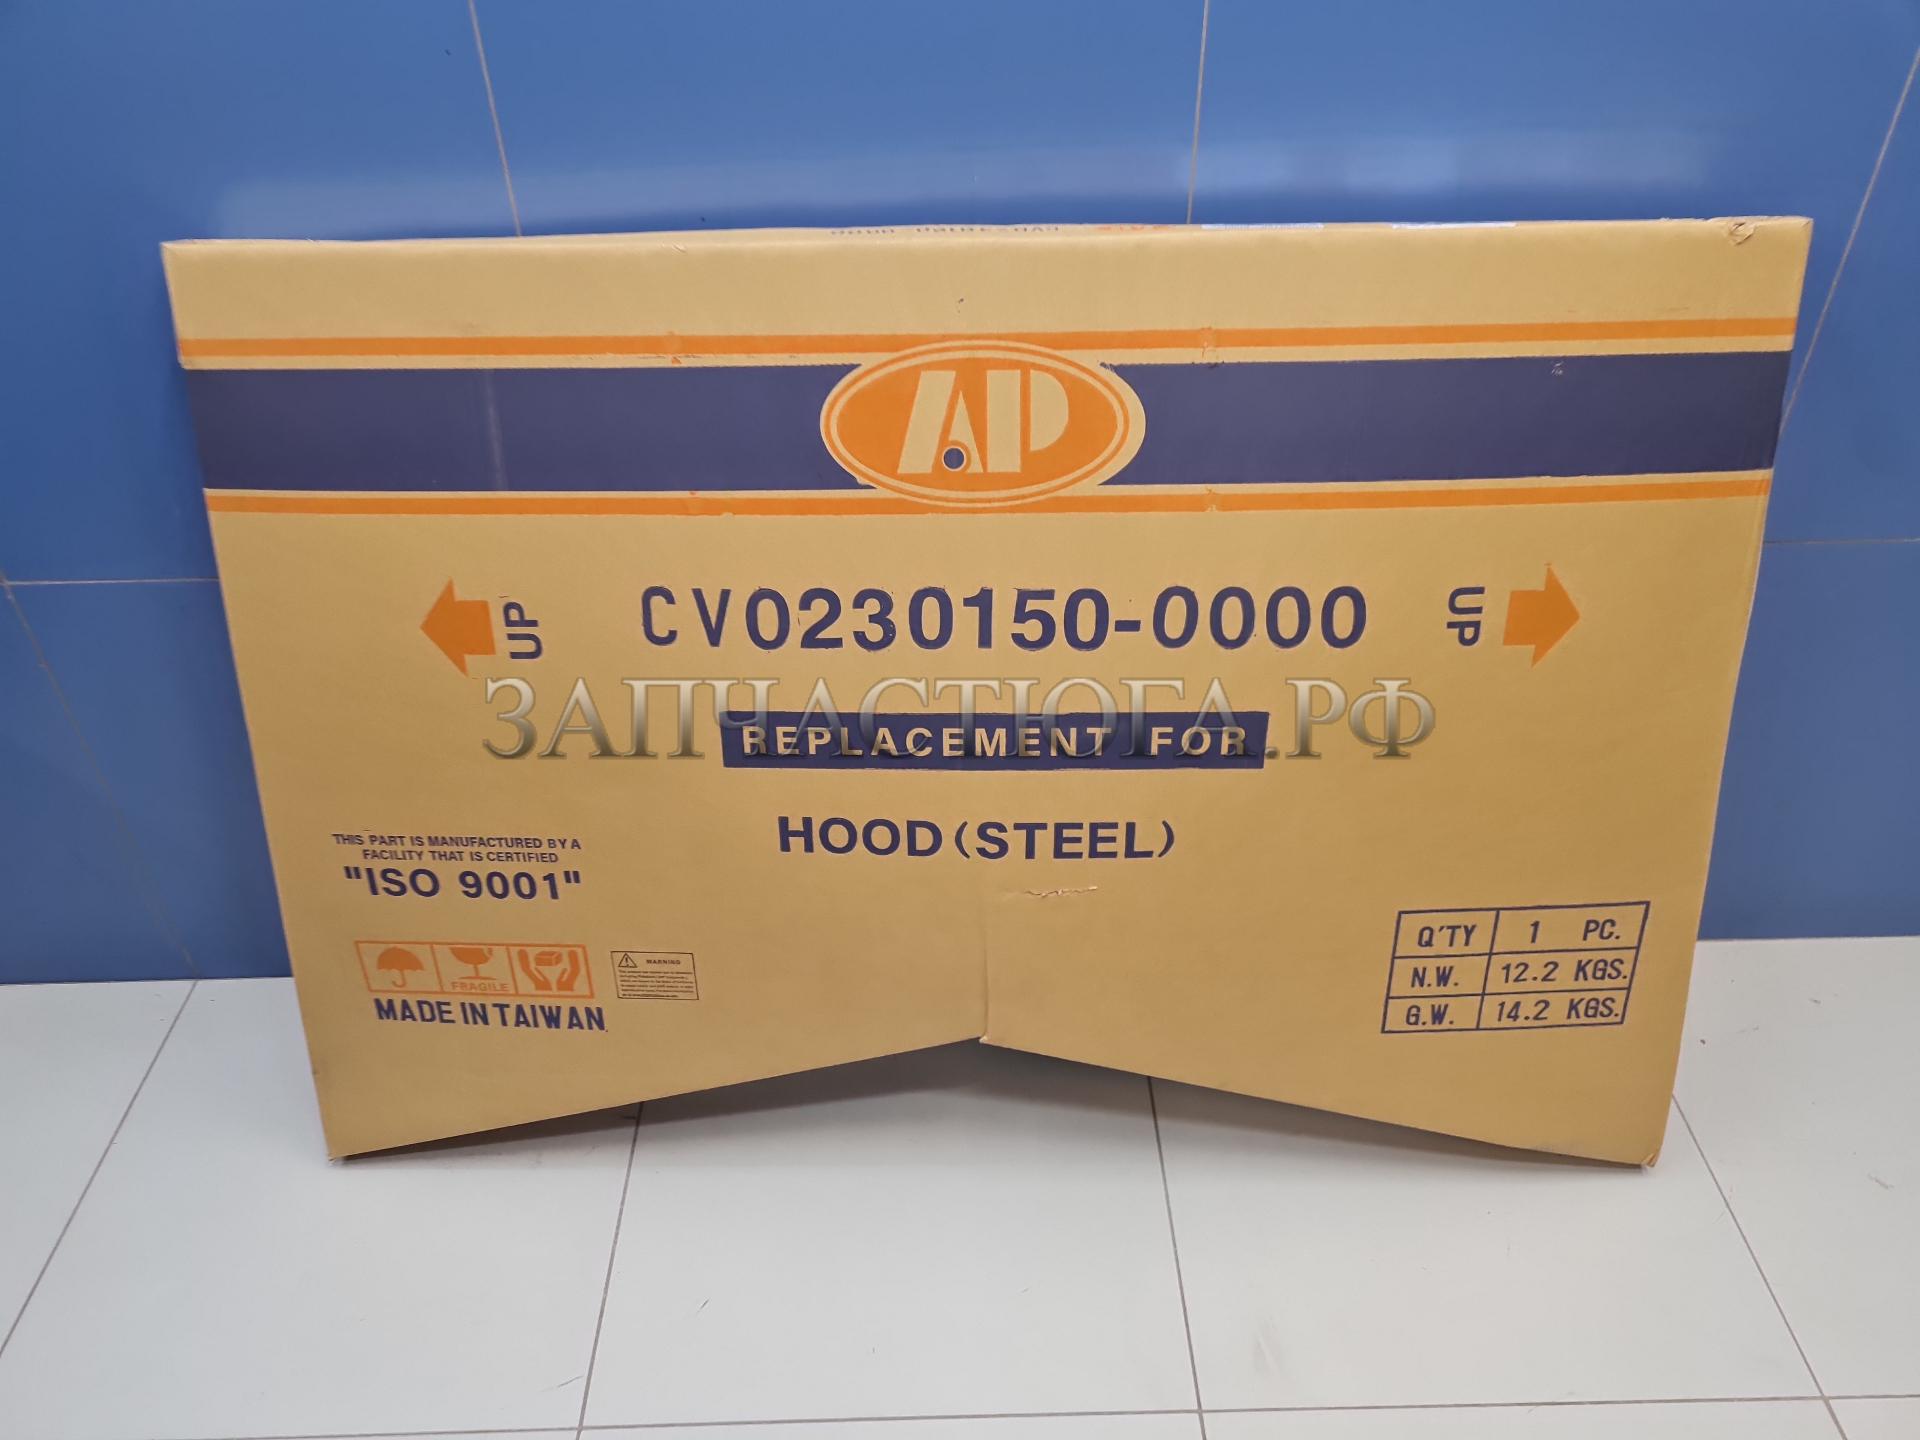 AP
UP
CV0230150-0000
UP
ЗАПЧАСТЮГА.РФ
REPLACEMENT FOR
HOOD (STEEL)
THIS PART IS MANUFACTURED BY A
FACILITY THAT IS CERTIFIED
"ISO 9001"
FRAGILE
WARNING
MADE IN TAIWAN
Q'TY 1 PC.
N.W. 12.2 KGS.
G.W. 14.2 KGS.